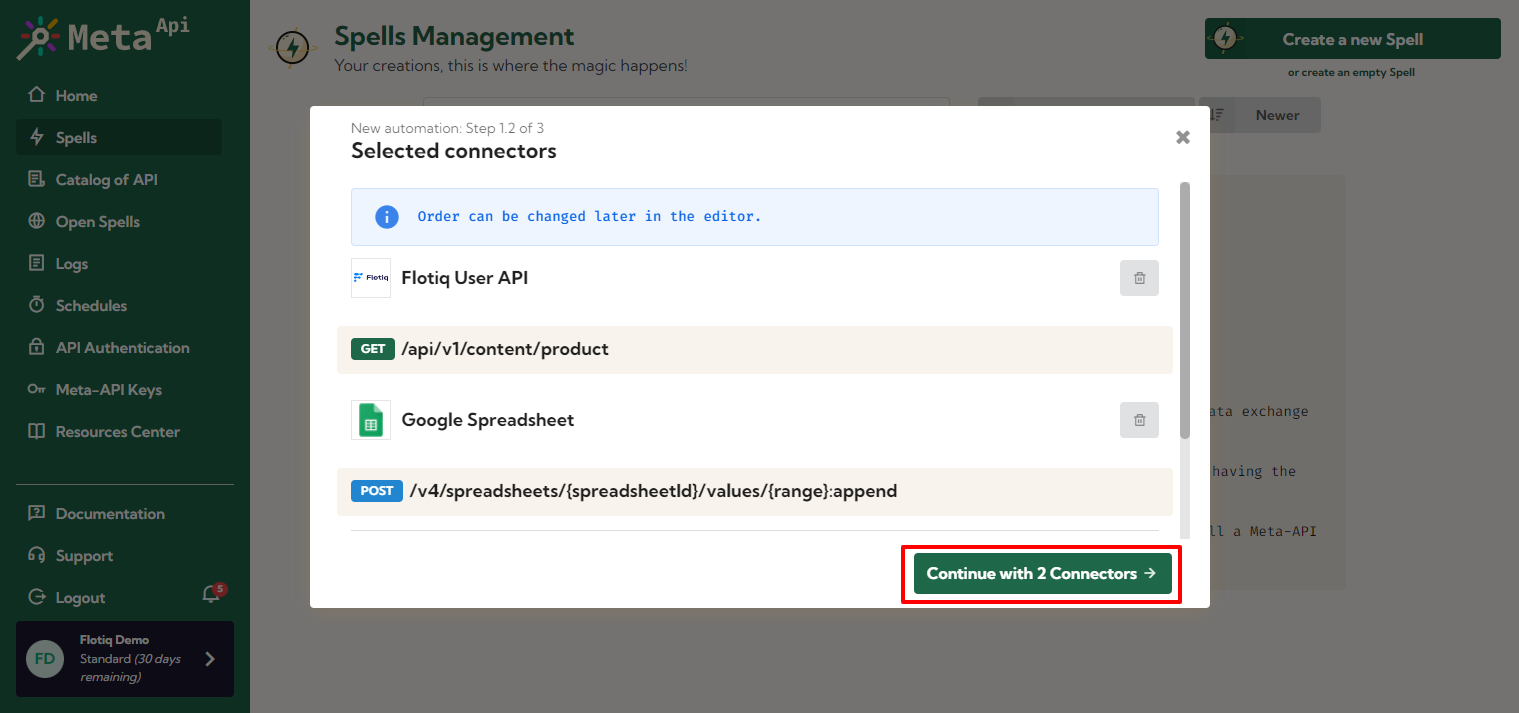 Meta Api
Home
Spells
Catalog of API
Open Spells
Logs
Schedules
API Authentication
Meta-API Keys
Resources Center
Documentation
Support
Logout
5
FD
Flotiq Demo
Standard (30 days
remaining)
Spells Management
Your creations, this is where the magic happens!
Create a new Spell
or create an empty Spell
Newer
New automation: Step 1.2 of 3
Selected connectors
Order can be changed later in the editor.
Flotiq
Flotiq User API
GET /api/v1/content/product
Google Spreadsheet
POST /v4/spreadsheets/{spreadsheetId}/values/{range}:append
Continue with 2 Connectors →
exchange
having the
a Meta-API